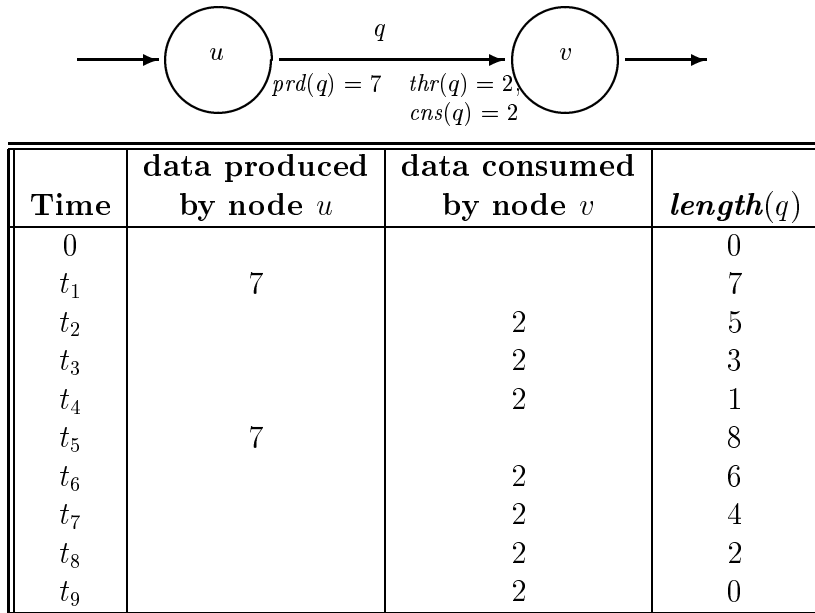 q
u
v
prd(q) = 7 thr(q) = 2,
cns(q) = 2
data produced data consumed
Time by node u by node v length(q)
0 0
t₁ 7 7
t₂ 2 5
t₃ 2 3
t₄ 2 1
t₅ 7 8
t₆ 2 6
t₇ 2 4
t₈ 2 2
t₉ 2 0